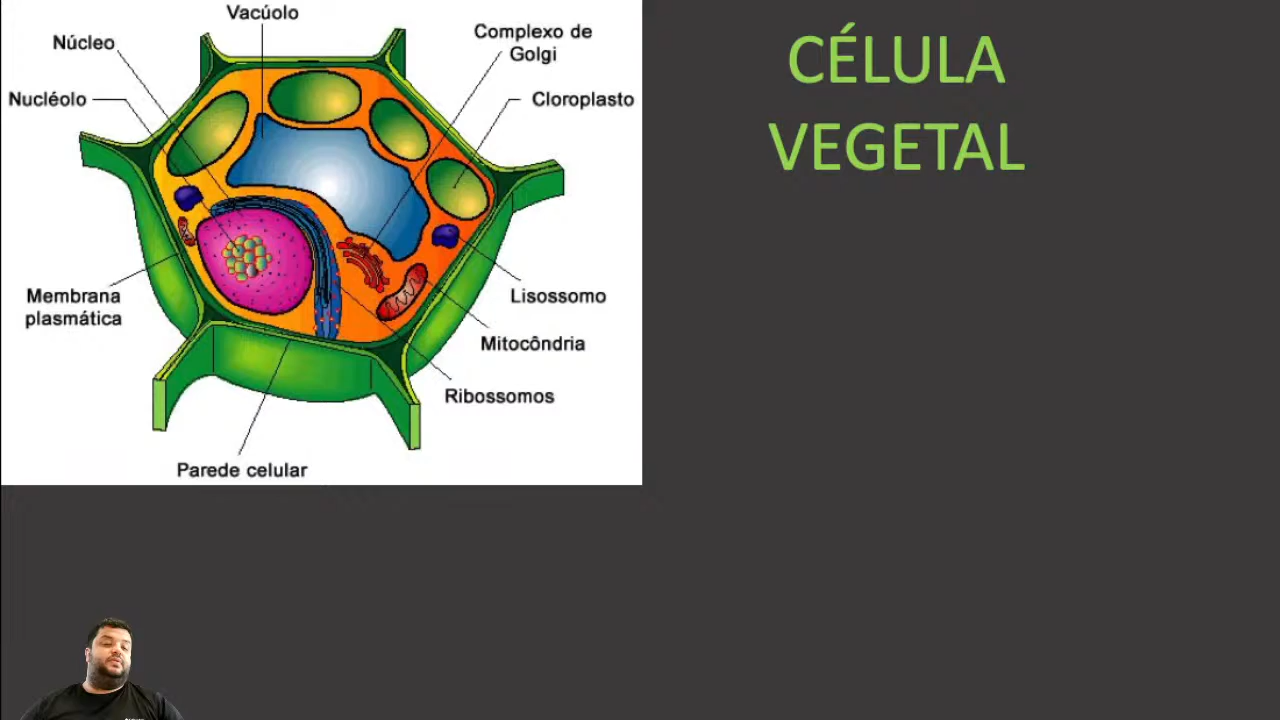 Vacúolo
Núcleo
Complexo de
Golgi
Nucléolo
Cloroplasto
Membrana
plasmática
Lisossomo
Mitocôndria
Ribossomos
Parede celular
CÉLULA
VEGETAL